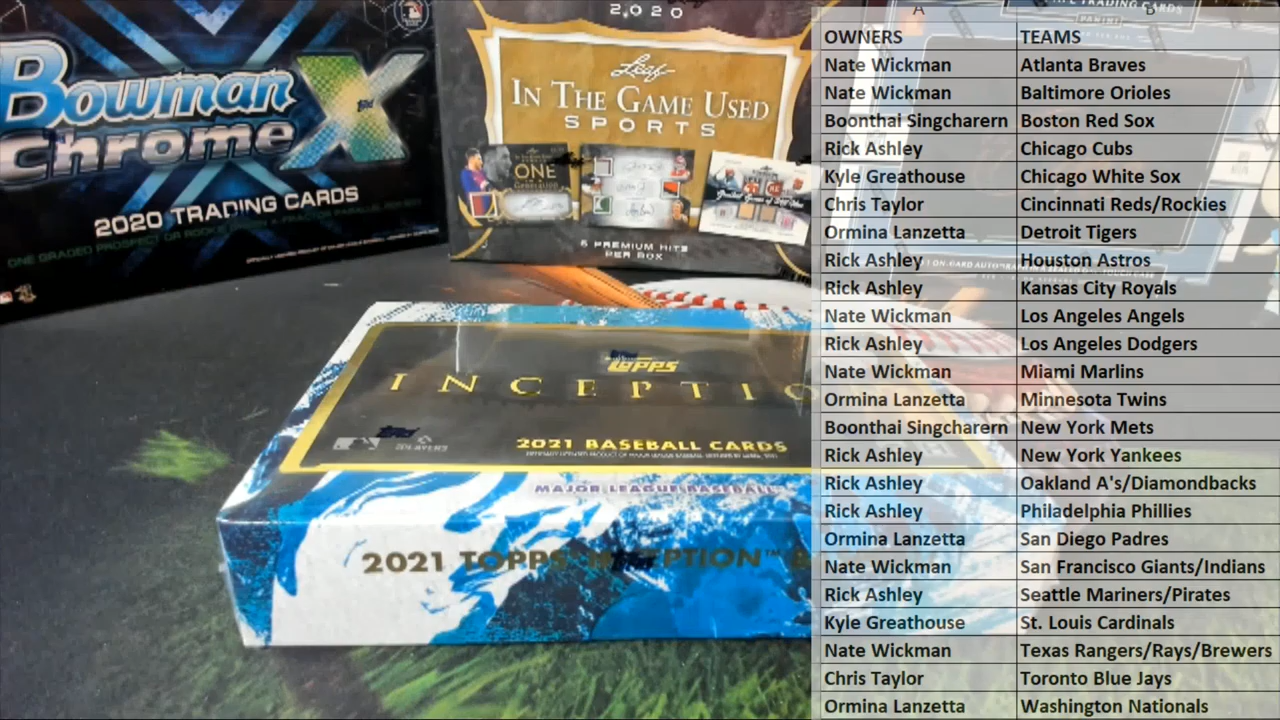 Bowman
Chrome X
2020 TRADING CARDS
2020
Leaf
IN THE GAME USED
SPORTS
ONE
6 PREMIUM HITS
PER BOX
Topps
INCEPTIO
2021 BASEBALL CARDS
MAJOR LEAGUE BASEBALL
2021 TOPPS
A B
OWNERS TEAMS
Nate Wickman Atlanta Braves
Nate Wickman Baltimore Orioles
Boonthai Singcharern Boston Red Sox
Rick Ashley Chicago Cubs
Kyle Greathouse Chicago White Sox
Chris Taylor Cincinnati Reds/Rockies
Ormina Lanzetta Detroit Tigers
Rick Ashley Houston Astros
Rick Ashley Kansas City Royals
Nate Wickman Los Angeles Angels
Rick Ashley Los Angeles Dodgers
Nate Wickman Miami Marlins
Ormina Lanzetta Minnesota Twins
Boonthai Singcharern New York Mets
Rick Ashley New York Yankees
Rick Ashley Oakland A's/Diamondbacks
Rick Ashley Philadelphia Phillies
Ormina Lanzetta San Diego Padres
Nate Wickman San Francisco Giants/Indians
Rick Ashley Seattle Mariners/Pirates
Kyle Greathouse St. Louis Cardinals
Nate Wickman Texas Rangers/Rays/Brewers
Chris Taylor Toronto Blue Jays
Ormina Lanzetta Washington Nationals